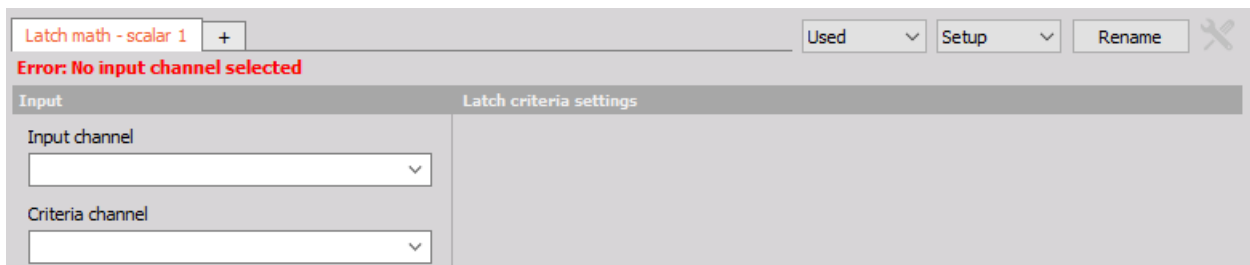 Latch math - scalar 1 + Used Setup Rename
Error: No input channel selected
Input Latch criteria settings
Input channel
Criteria channel